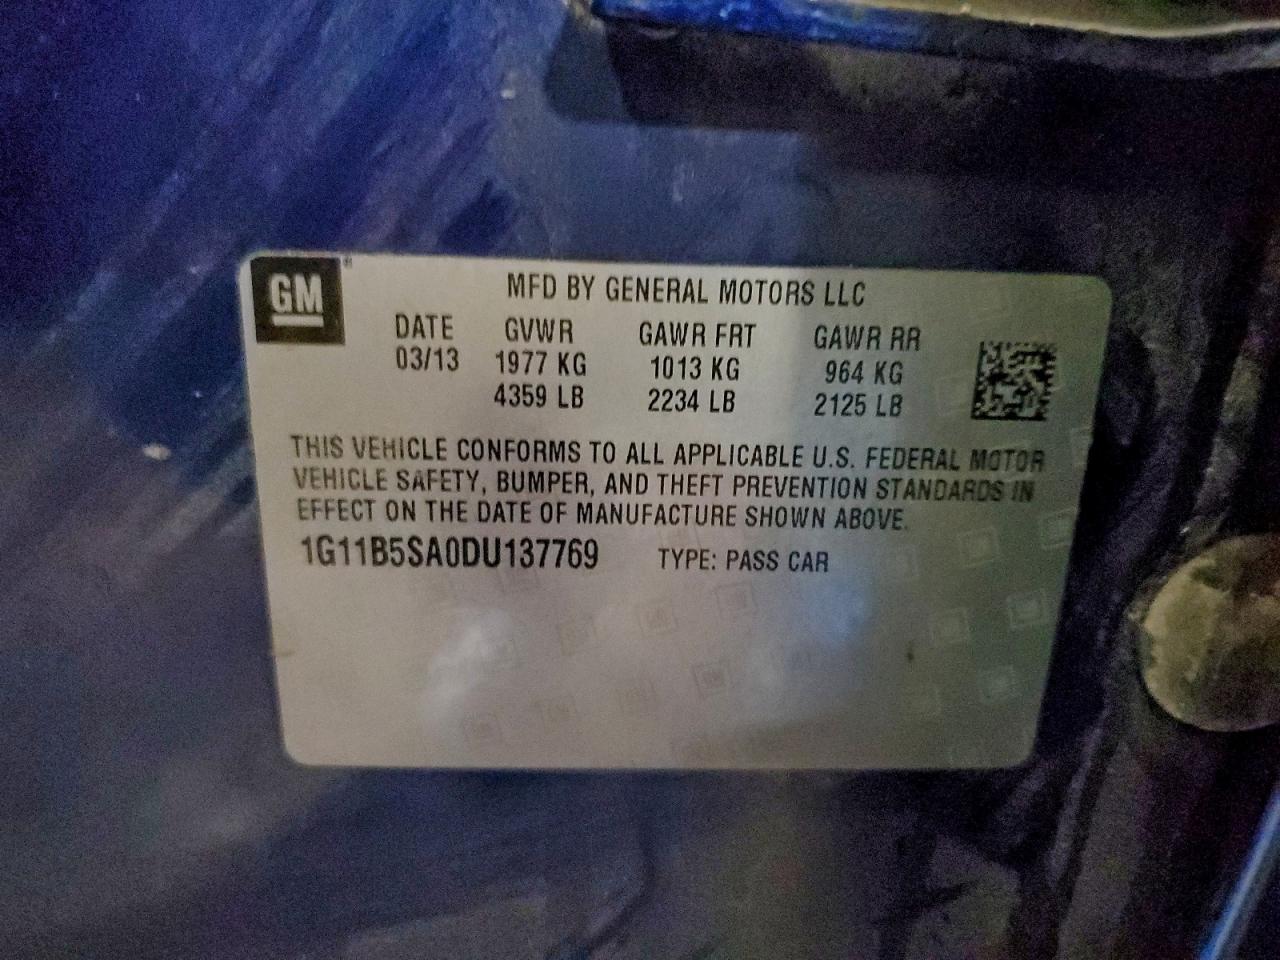 GM
MFD BY GENERAL MOTORS LLC
DATE GVWR GAWR FRT GAWR RR
03/13 1977 KG 1013 KG 964 KG
4359 LB 2234 LB 2125 LB
THIS VEHICLE CONFORMS TO ALL APPLICABLE U.S. FEDERAL MOTOR
VEHICLE SAFETY, BUMPER, AND THEFT PREVENTION STANDARDS IN
EFFECT ON THE DATE OF MANUFACTURE SHOWN ABOVE.
1G11B5SA0DU137769 TYPE: PASS CAR